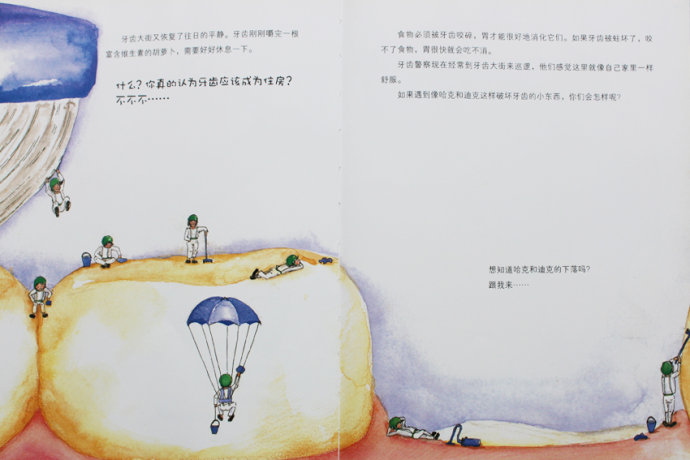 牙齿大街又恢复了往日的平静。牙齿刚刚嚼完一根
富含维生素的胡萝卜，需要好好休息一下。
什么？你真的认为牙齿应该成为住房？
不不不……
食物必须被牙齿咬碎，胃才能很好地消化它们。如果牙齿被蛀坏了，咬
不了食物，胃很快就会吃不消。
牙齿警察现在经常到牙齿大街来巡逻，他们感觉这里就像自己家里一样
舒服。
如果遇到像哈克和迪克这样破坏牙齿的小东西，你们会怎样呢？
想知道哈克和迪克的下落吗？
跟我来……